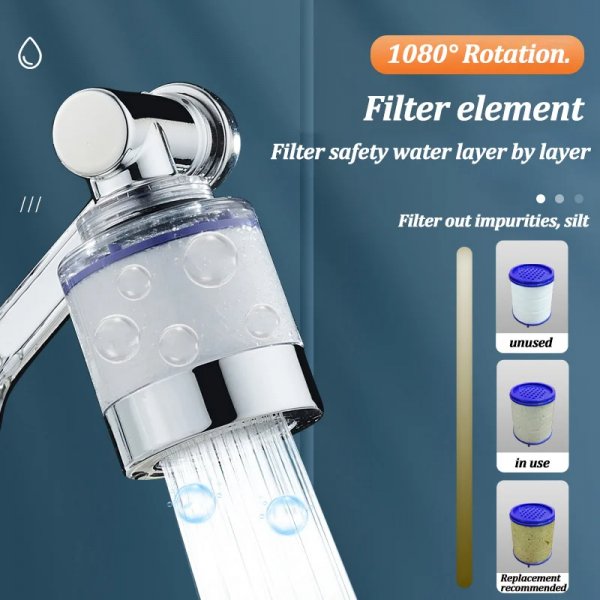 1080° Rotation.
Filter element
Filter safety water layer by layer
Filter out impurities, silt
unused
in use
Replacement
recommended